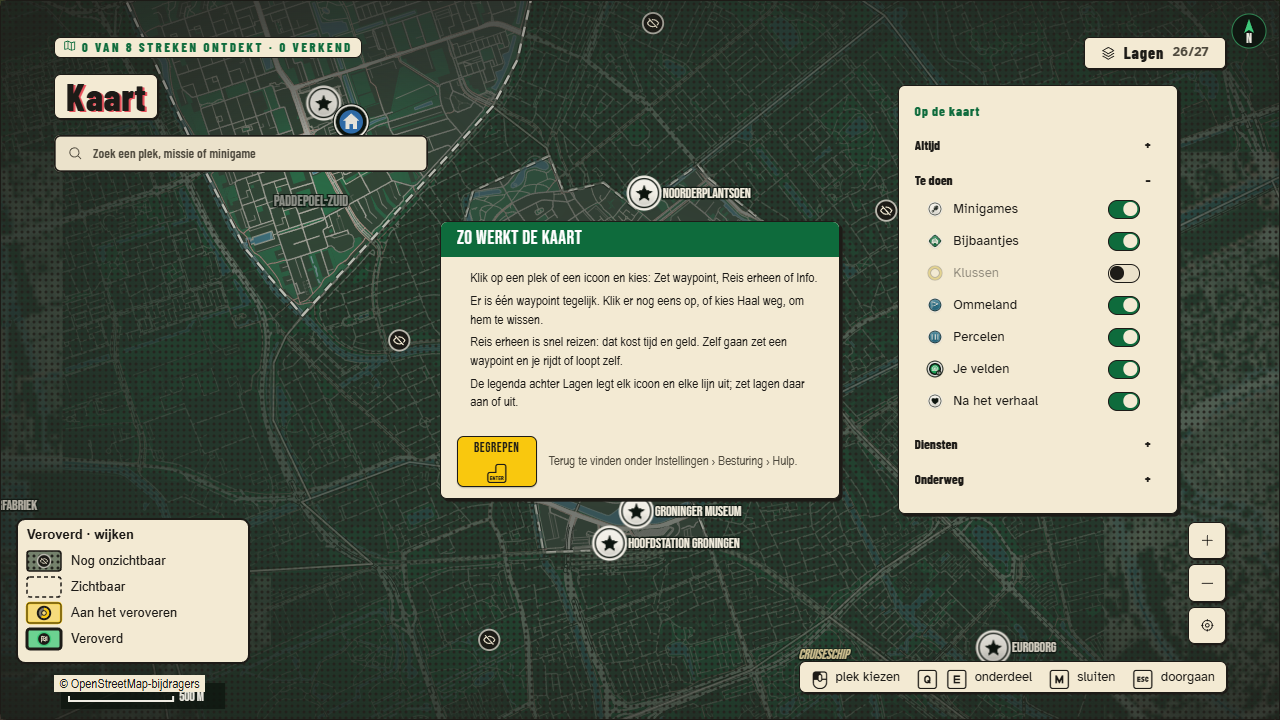 0 VAN 8 STREKEN ONTDEKT · 0 VERKEND
N
Lagen 26/27
Kaart
Zoek een plek, missie of minigame
PADDEPOEL-ZUID
NOORDERPLANTSOEN
Op de kaart
Altijd +
Te doen −
Minigames
Bijbaantjes
Klussen
Ommeland
Percelen
Je velden
Na het verhaal
Diensten +
Onderweg +
ZO WERKT DE KAART
Klik op een plek of een icoon en kies: Zet waypoint, Reis erheen of Info.
Er is één waypoint tegelijk. Klik er nog eens op, of kies Haal weg, om
hem te wissen.
Reis erheen is snel reizen: dat kost tijd en geld. Zelf gaan zet een
waypoint en je rijdt of loopt zelf.
De legenda achter Lagen legt elk icoon en elke lijn uit; zet lagen daar
aan of uit.
BEGREPEN
ENTER
Terug te vinden onder Instellingen › Besturing › Hulp.
FABRIEK
GRONINGER MUSEUM
HOOFDSTATION GRONINGEN
Veroverd · wijken
Nog onzichtbaar
Zichtbaar
Aan het veroveren
Veroverd
+
−
CRUISESCHIP
EUROBORG
© OpenStreetMap-bijdragers
500 M
plek kiezen Q E onderdeel M sluiten ESC doorgaan